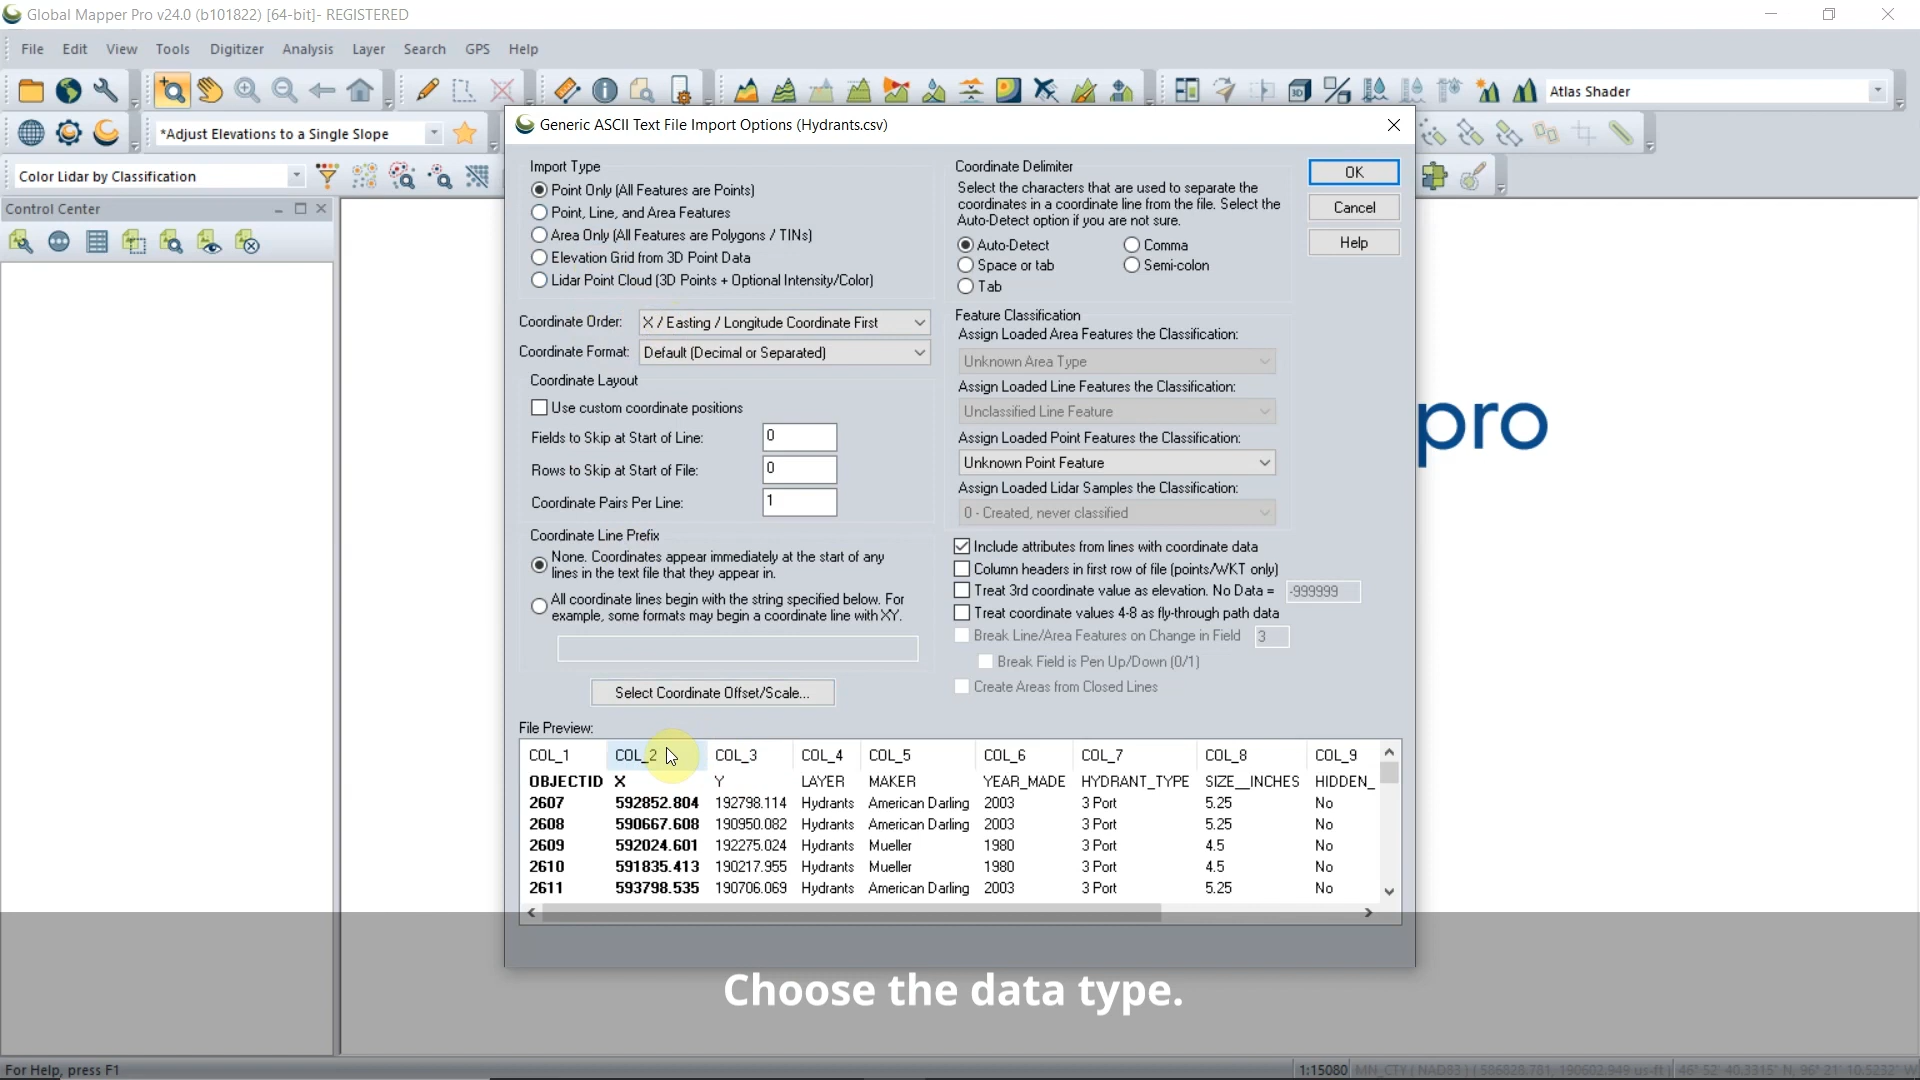 Global Mapper Pro v24.0 (b101822) [64-bit]- REGISTERED
File Edit View Tools Digitizer Analysis Layer Search GPS Help
Atlas Shader
*Adjust Elevations to a Single Slope
Color Lidar by Classification
Control Center
Generic ASCII Text File Import Options (Hydrants.csv)
Import Type
Point Only (All Features are Points)
Point, Line, and Area Features
Area Only (All Features are Polygons / TINs)
Elevation Grid from 3D Point Data
Lidar Point Cloud (3D Points + Optional Intensity/Color)
Coordinate Order: X / Easting / Longitude Coordinate First
Coordinate Format: Default (Decimal or Separated)
Coordinate Layout
Use custom coordinate positions
Fields to Skip at Start of Line: 0
Rows to Skip at Start of File: 0
Coordinate Pairs Per Line: 1
Coordinate Line Prefix
None. Coordinates appear immediately at the start of any
lines in the text file that they appear in.
All coordinate lines begin with the string specified below. For
example, some formats may begin a coordinate line with XY.
Select Coordinate Offset/Scale...
Coordinate Delimiter
Select the characters that are used to separate the
coordinates in a coordinate line from the file. Select the
Auto-Detect option if you are not sure.
Auto-Detect Comma
Space or tab Semi-colon
Tab
Feature Classification
Assign Loaded Area Features the Classification:
Unknown Area Type
Assign Loaded Line Features the Classification:
Unclassified Line Feature
Assign Loaded Point Features the Classification:
Unknown Point Feature
Assign Loaded Lidar Samples the Classification:
0 - Created, never classified
Include attributes from lines with coordinate data
Column headers in first row of file (points/WKT only)
Treat 3rd coordinate value as elevation. No Data = -999999
Treat coordinate values 4-8 as fly-through path data
Break Line/Area Features on Change in Field 3
Break Field is Pen Up/Down (0/1)
Create Areas from Closed Lines
OK
Cancel
Help
pro
File Preview:
COL_1 COL_2 COL_3 COL_4 COL_5 COL_6 COL_7 COL_8 COL_9
OBJECTID X Y LAYER MAKER YEAR_MADE HYDRANT_TYPE SIZE__INCHES HIDDEN_
2607 592852.804 192798.114 Hydrants American Darling 2003 3 Port 5.25 No
2608 590667.608 190950.082 Hydrants American Darling 2003 3 Port 5.25 No
2609 592024.601 192275.024 Hydrants Mueller 1980 3 Port 4.5 No
2610 591835.413 190217.955 Hydrants Mueller 1980 3 Port 4.5 No
2611 593798.535 190706.069 Hydrants American Darling 2003 3 Port 5.25 No
Choose the data type.
For Help, press F1
1:15080 MN_CTY ( NAD83 ) ( 586828.781, 190602.949 us-ft ) 46° 52' 40.3315" N, 96° 21' 10.5232" W